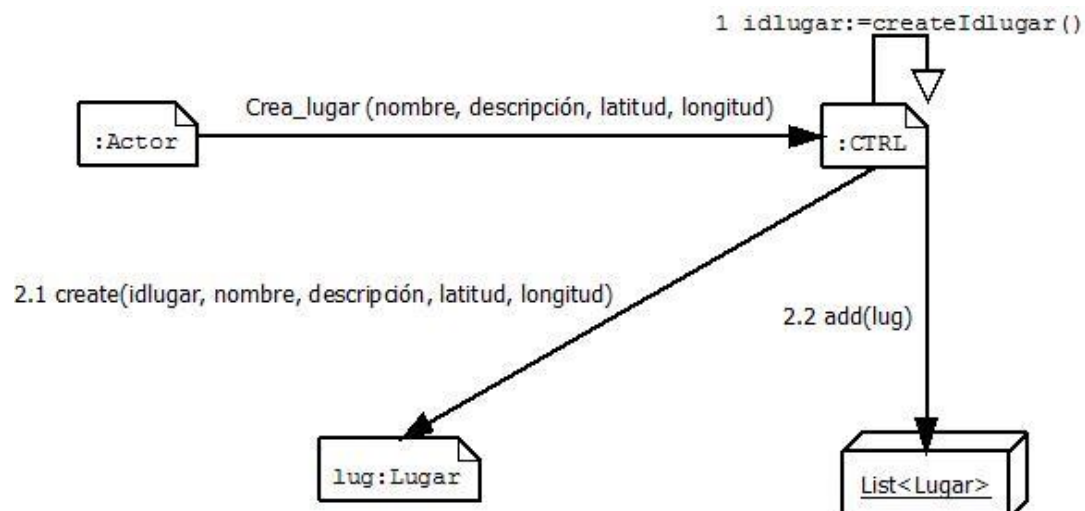 1 idlugar:=createIdlugar()
Crea_lugar (nombre, descripción, latitud, longitud)
:Actor
:CTRL
2.1 create(idlugar, nombre, descripción, latitud, longitud)
2.2 add(lug)
lug:Lugar
List<Lugar>